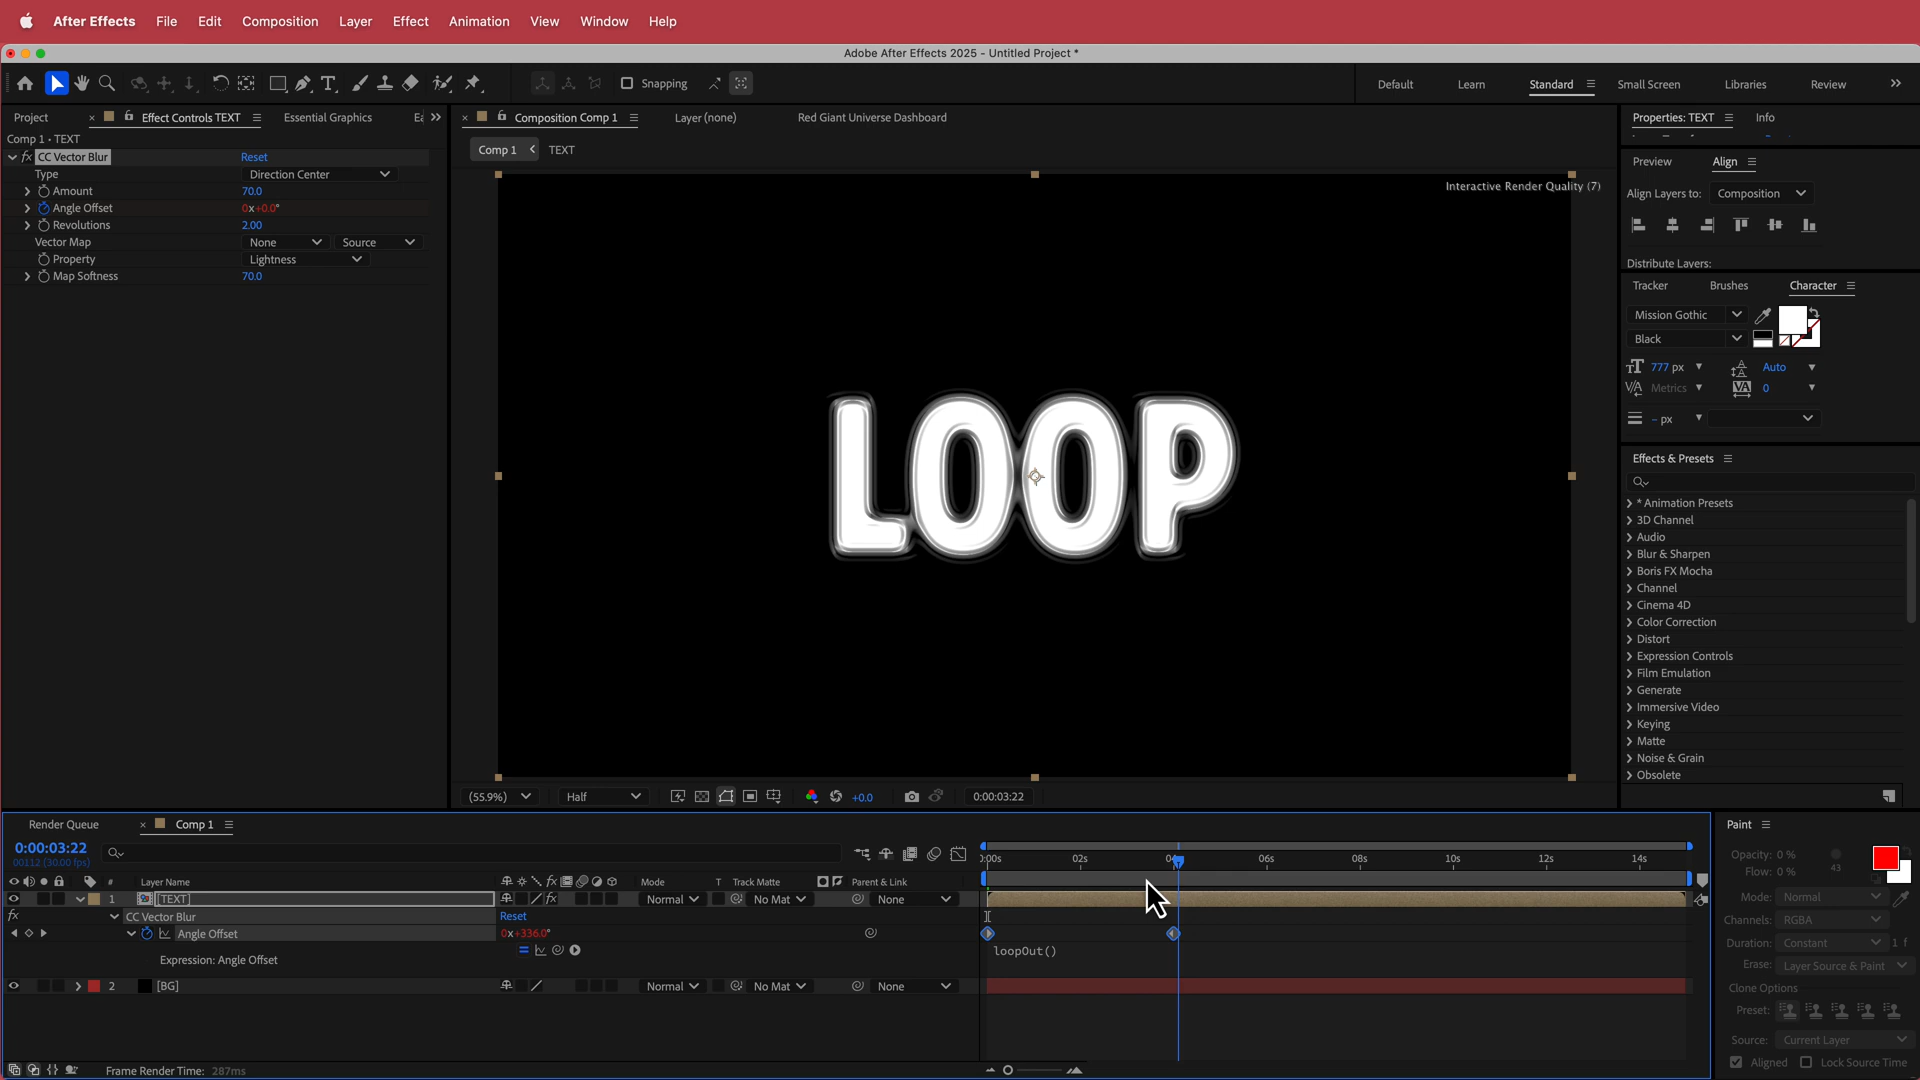 After Effects File Edit Composition Layer Effect Animation View Window Help
Adobe After Effects 2025 - Untitled Project *
Snapping
Default Learn Standard Small Screen Libraries Review
Project Effect Controls TEXT Essential Graphics
Composition Comp 1 Layer (none) Red Giant Universe Dashboard
Properties: TEXT Info
Comp 1 • TEXT
Comp 1 TEXT
fx CC Vector Blur Reset
Type Direction Center
Amount 70.0
Angle Offset 0x+0.0°
Revolutions 2.00
Vector Map None Source
Property Lightness
Map Softness 70.0
Interactive Render Quality (7)
LOOP
(55.9%) Half +0.0 0:00:03:22
Preview Align
Align Layers to: Composition
Distribute Layers:
Tracker Brushes Character
Mission Gothic
Black
777 px Auto
Metrics 0
- px
Effects & Presets
* Animation Presets
3D Channel
Audio
Blur & Sharpen
Boris FX Mocha
Channel
Cinema 4D
Color Correction
Distort
Expression Controls
Film Emulation
Generate
Immersive Video
Keying
Matte
Noise & Grain
Obsolete
Render Queue Comp 1
0:00:03:22
00112 (30.00 fps)
02s 06s 08s 10s 12s 14s
# Layer Name Mode T Track Matte Parent & Link
1 [TEXT] Normal No Mat None
fx CC Vector Blur Reset
Angle Offset 0x+336.0°
Expression: Angle Offset loopOut()
2 [BG] Normal No Mat None
Frame Render Time: 287ms
Paint
Opacity: 0 %
Flow: 0 % 43
Mode: Normal
Channels: RGBA
Duration: Constant 1 f
Erase: Layer Source & Paint
Clone Options
Preset:
Source: Current Layer
Aligned Lock Source Time